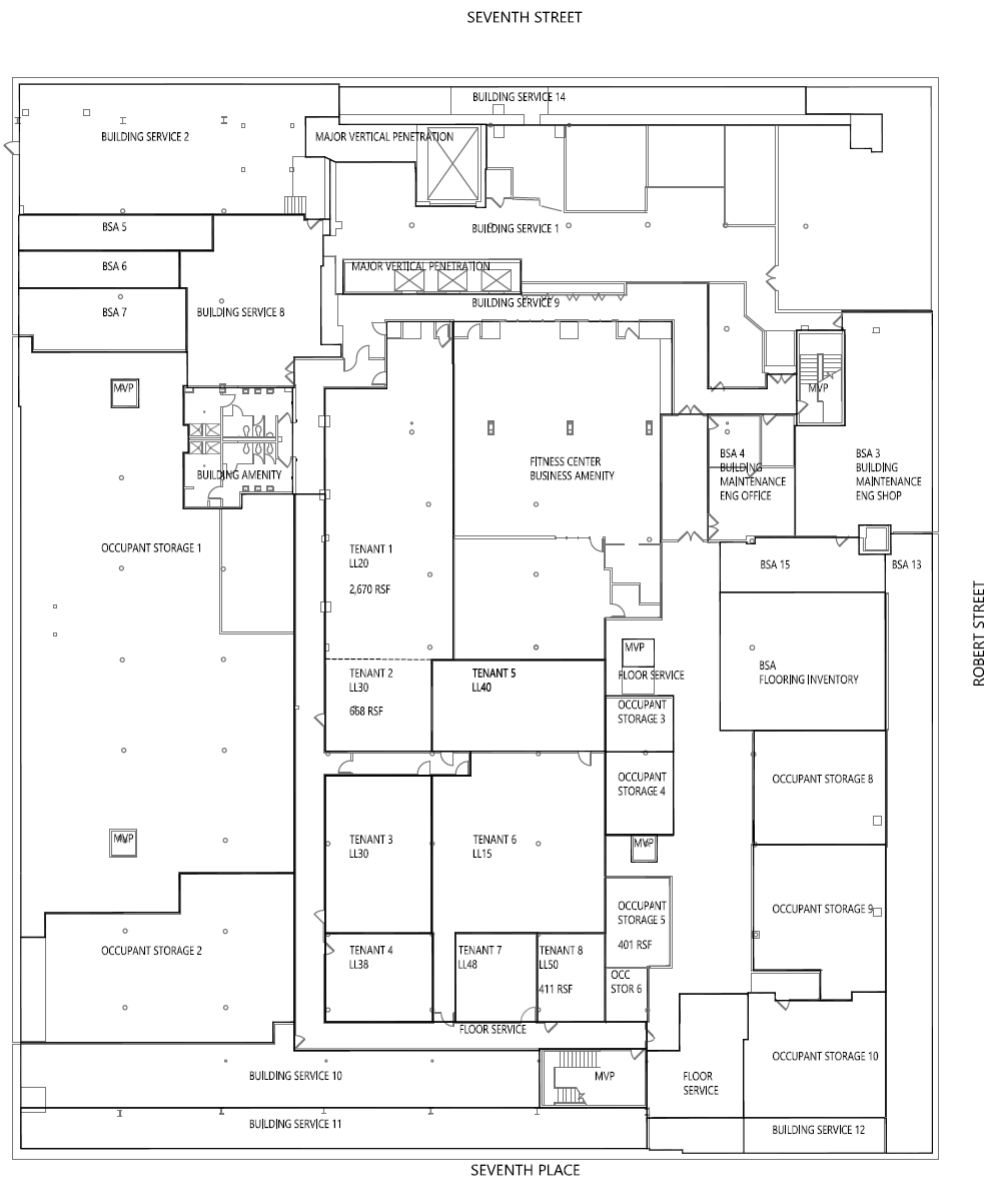 SEVENTH STREET
BUILDING SERVICE 14
BUILDING SERVICE 2
MAJOR VERTICAL PENETRATION
BSA 5
BUILDING SERVICE 1
BSA 6
MAJOR VERTICAL PENETRATION
BSA 7
BUILDING SERVICE 8
BUILDING SERVICE 9
MVP
MVP
BUILDING AMENITY
FITNESS CENTER
BUSINESS AMENITY
BSA 4
BUILDING
MAINTENANCE
ENG OFFICE
BSA 3
BUILDING
MAINTENANCE
ENG SHOP
OCCUPANT STORAGE 1
TENANT 1
LL20
2,670 RSF
BSA 15
BSA 13
ROBERT STREET
TENANT 2
LL30
668 RSF
TENANT 5
LL40
MVP
FLOOR SERVICE
BSA
FLOORING INVENTORY
OCCUPANT
STORAGE 3
OCCUPANT
STORAGE 4
OCCUPANT STORAGE 8
MVP
TENANT 3
LL30
TENANT 6
LL15
MVP
OCCUPANT
STORAGE 5
401 RSF
OCCUPANT STORAGE 9
OCCUPANT STORAGE 2
TENANT 4
LL38
TENANT 7
LL48
TENANT 8
LL50
411 RSF
OCC
STOR 6
FLOOR SERVICE
OCCUPANT STORAGE 10
BUILDING SERVICE 10
MVP
FLOOR
SERVICE
BUILDING SERVICE 11
BUILDING SERVICE 12
SEVENTH PLACE